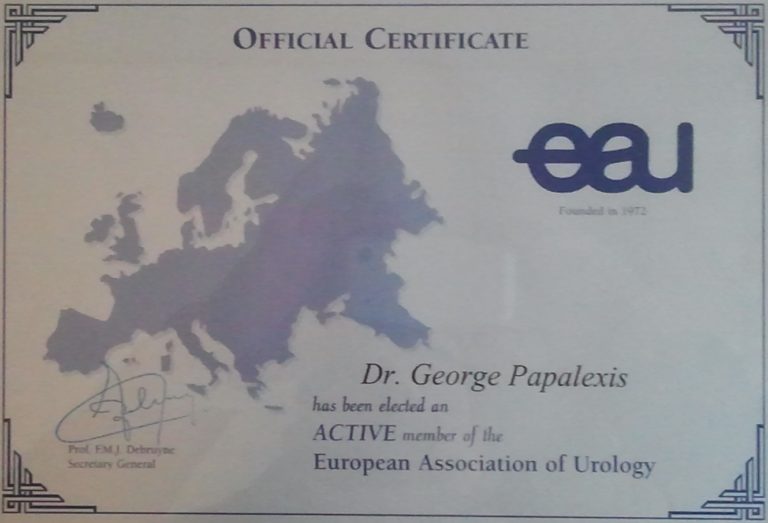 OFFICIAL CERTIFICATE
eau
Founded in 1972
Dr. George Papalexis
has been elected an
ACTIVE member of the
European Association of Urology
Prof. F.M.J. Debruyne
Secretary General